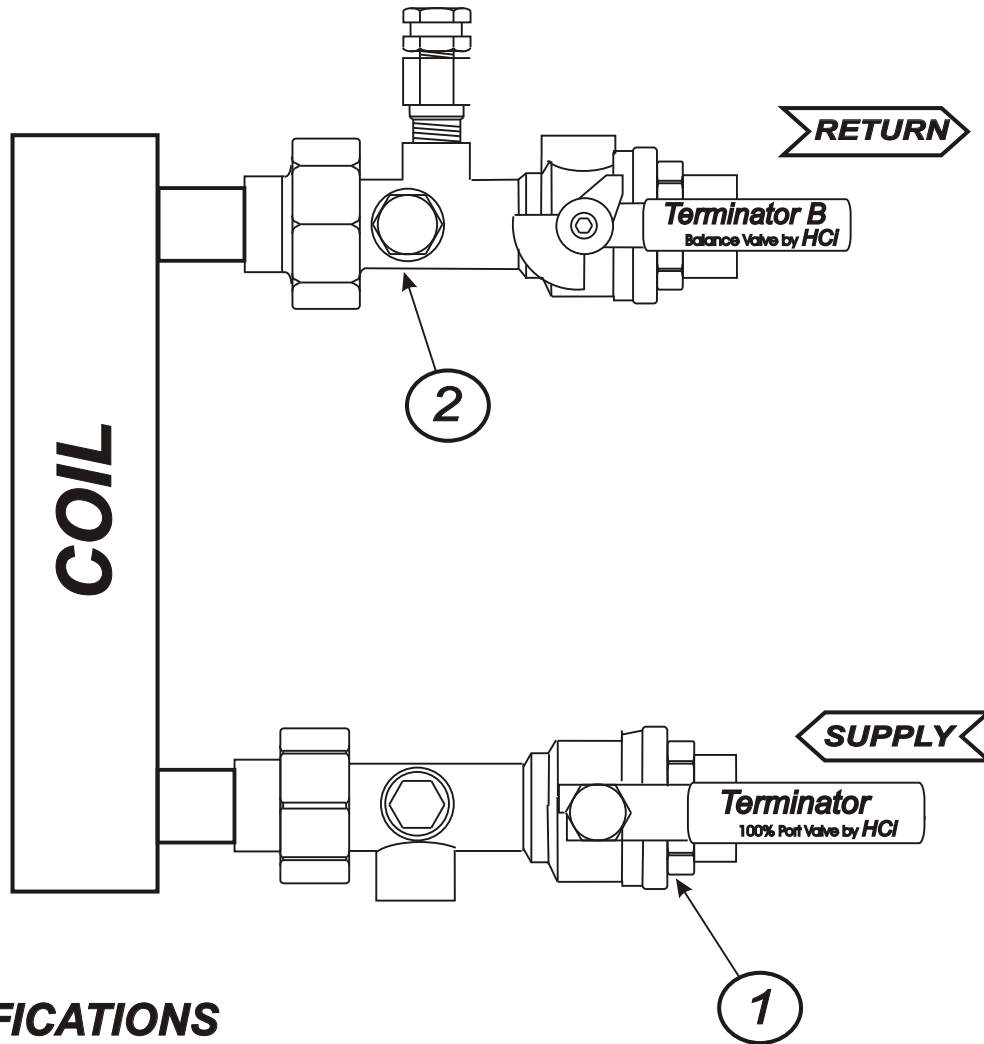 RETURN
Terminator B
Balance Valve by HCI
2
COIL
SUPPLY
Terminator
100% Port Valve by HCI
1
FICATIONS